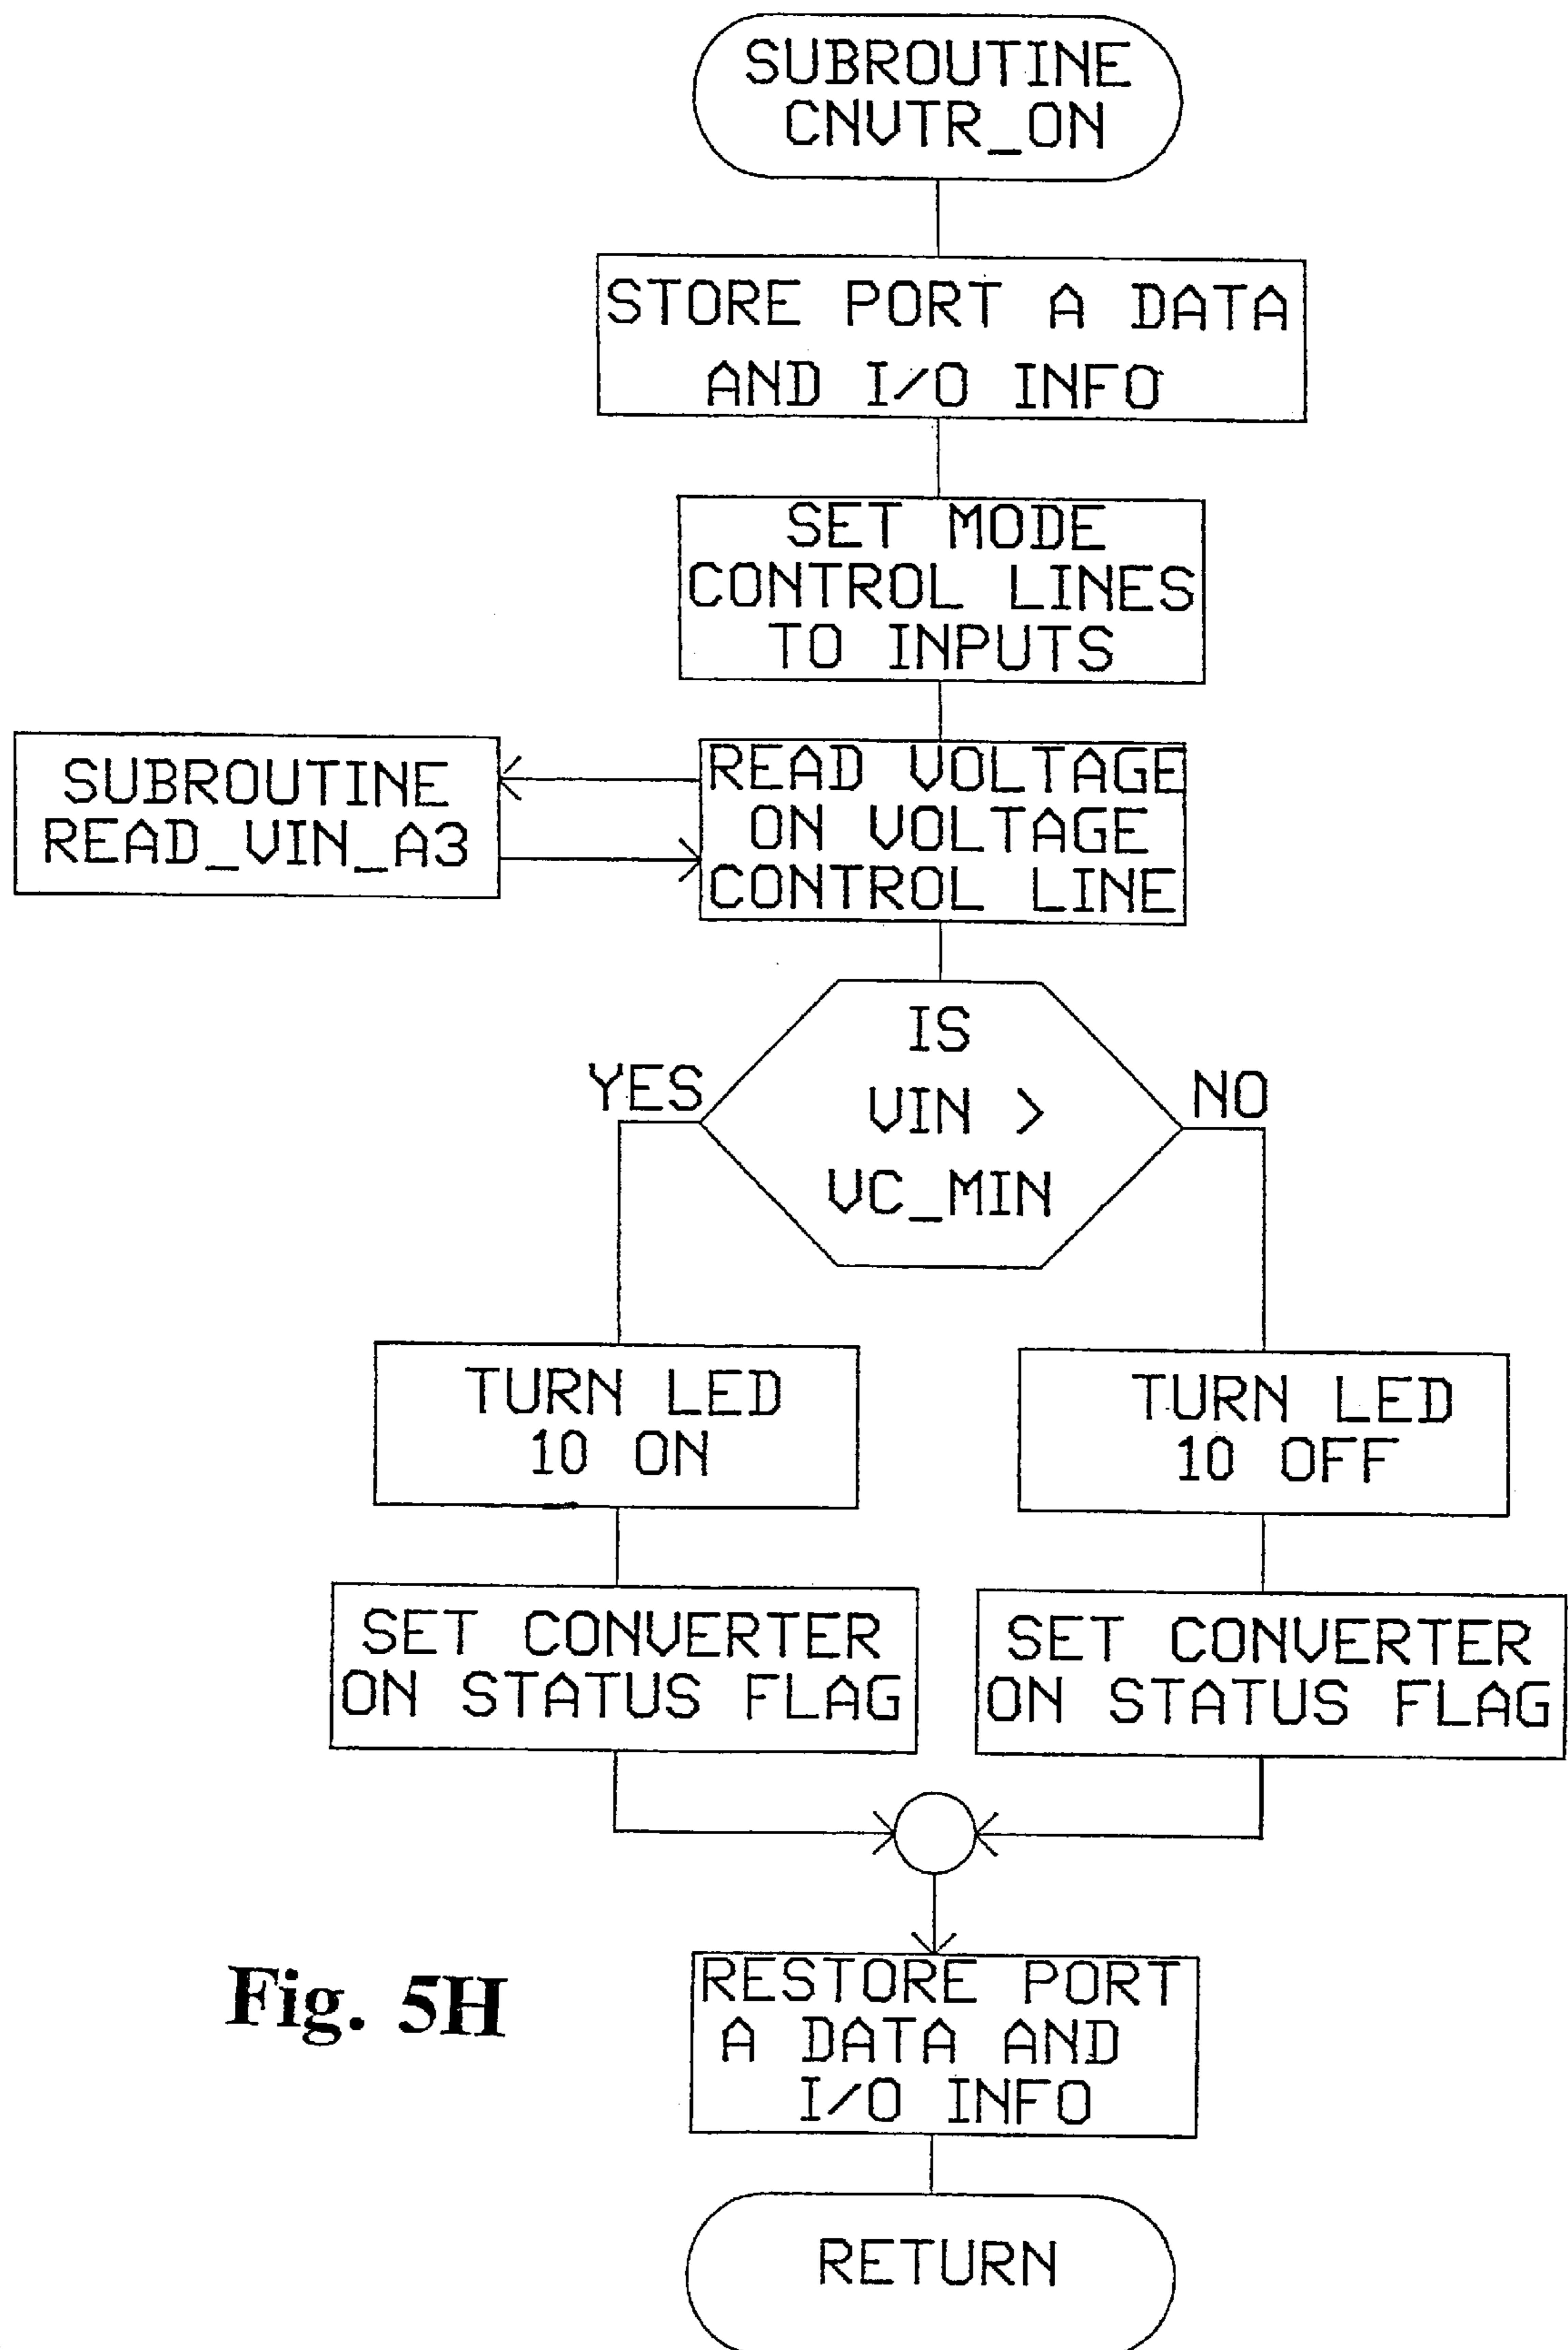 SUBROUTINE
CNVTR_ON
STORE PORT A DATA
AND I/O INFO
SET MODE
CONTROL LINES
TO INPUTS
SUBROUTINE
READ_VIN_A3
READ VOLTAGE
ON VOLTAGE
CONTROL LINE
IS
VIN >
VC_MIN
YES
NO
TURN LED
10 ON
TURN LED
10 OFF
SET CONVERTER
ON STATUS FLAG
SET CONVERTER
ON STATUS FLAG
Fig. 5H
RESTORE PORT
A DATA AND
I/O INFO
RETURN